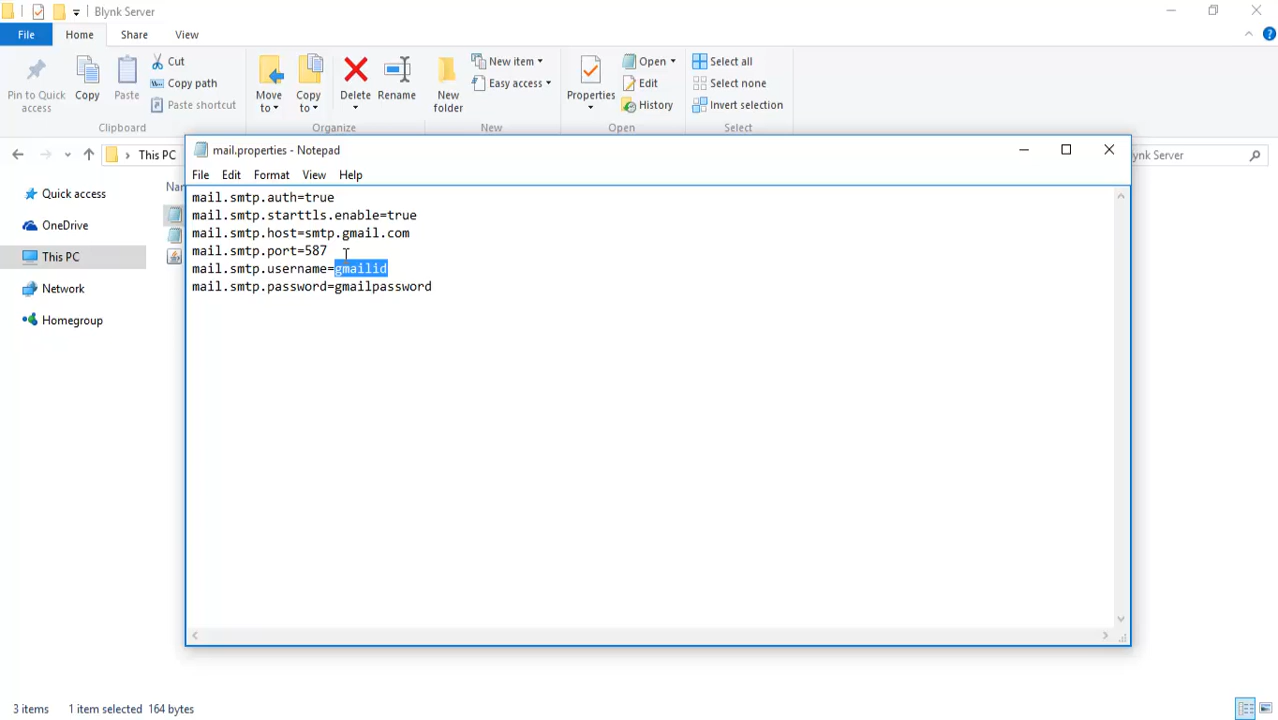 Blynk Server
File Home Share View
Pin to Quick access
Copy
Paste
Cut
Copy path
Paste shortcut
Clipboard
Move to
Copy to
Delete
Rename
Organize
New folder
New item
Easy access
New
Properties
Open
Edit
History
Open
Select all
Select none
Invert selection
Select
This PC
ynk Server
Quick access
OneDrive
This PC
Network
Homegroup
Na
mail.properties - Notepad
File Edit Format View Help
mail.smtp.auth=true
mail.smtp.starttls.enable=true
mail.smtp.host=smtp.gmail.com
mail.smtp.port=587
mail.smtp.username=gmailid
mail.smtp.password=gmailpassword
3 items 1 item selected 164 bytes